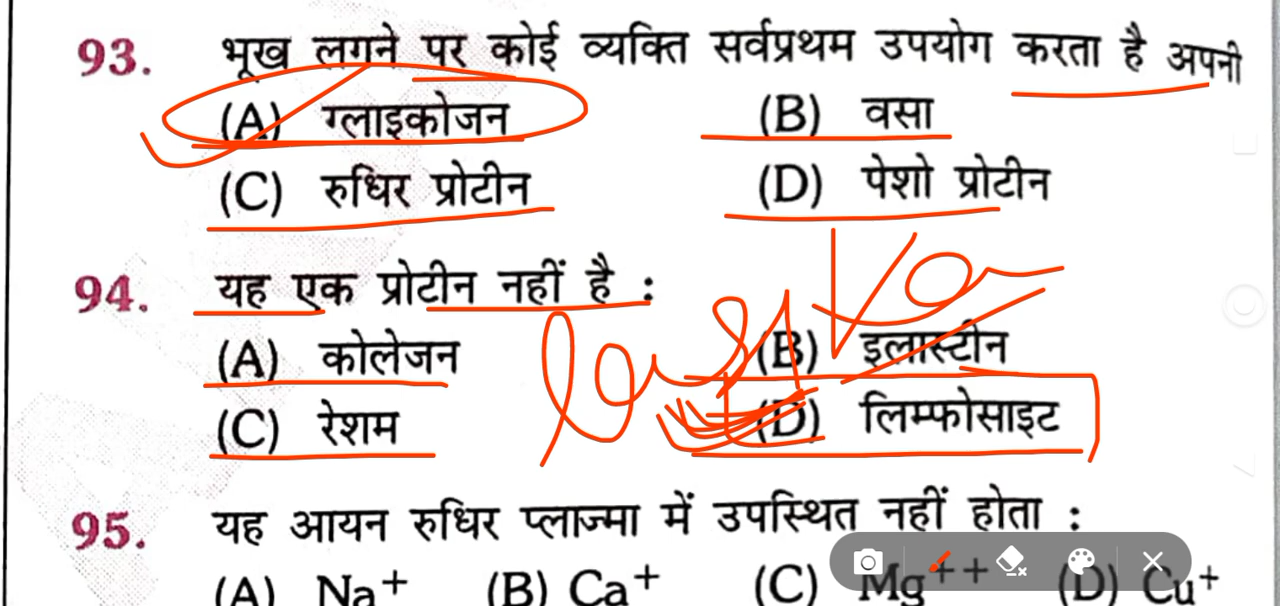 93. भूख लगने पर कोई व्यक्ति सर्वप्रथम उपयोग करता है अपनी
(A) ग्लाइकोजन (B) वसा
(C) रुधिर प्रोटीन (D) पेशो प्रोटीन
94. यह एक प्रोटीन नहीं है :
(A) कोलेजन (B) इलास्टीन
(C) रेशम (D) लिम्फोसाइट
95. यह आयन रुधिर प्लाज्मा में उपस्थित नहीं होता :
(A) Na⁺ (B) Ca⁺ (C) Mg⁺⁺ (D) Cu⁺